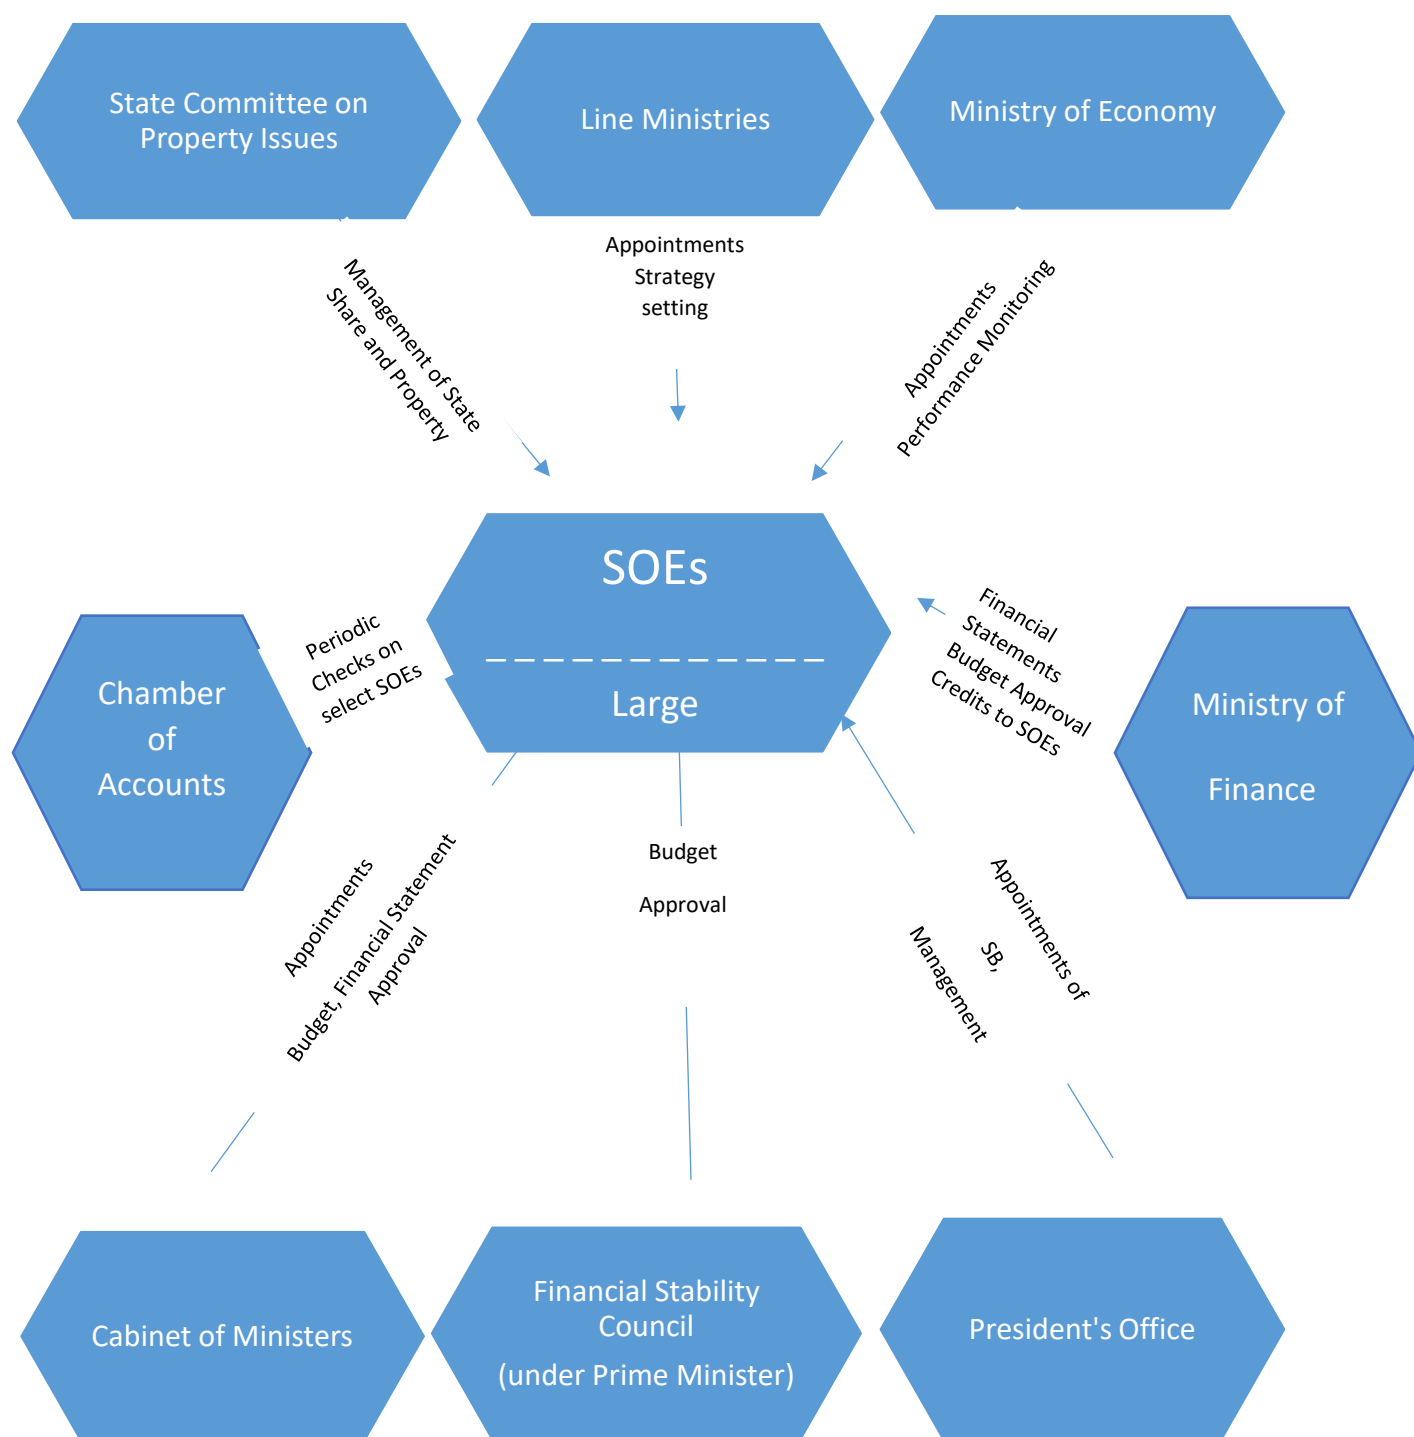 State Committee on
Property Issues
Line Ministries
Ministry of Economy
Management of State
Share and Property
Appointments
Strategy
setting
Appointments
Performance Monitoring
SOEs
Large
Periodic
Checks on
select SOEs
Financial
Statements
Budget Approval
Credits to SOEs
Chamber
of
Accounts
Ministry of
Finance
Appointments
Budget, Financial Statement
Approval
Budget
Approval
Appointments of
SB,
Management
Cabinet of Ministers
Financial Stability
Council
(under Prime Minister)
President's Office